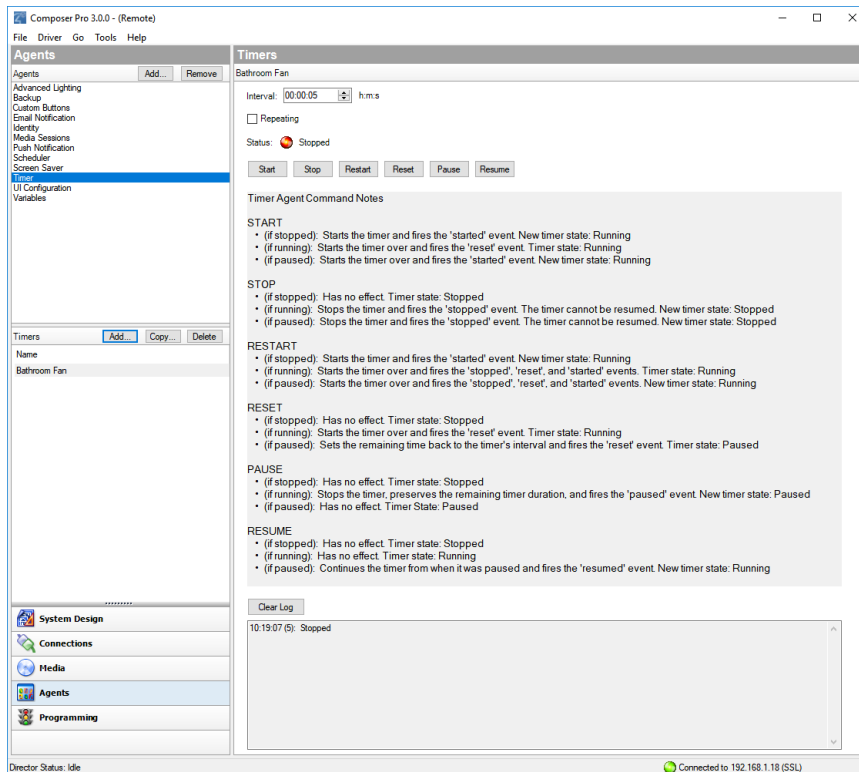 Composer Pro 3.0.0 - (Remote)
File Driver Go Tools Help
Agents
Agents Add... Remove
Advanced Lighting
Backup
Custom Buttons
Email Notification
Identity
Media Sessions
Push Notification
Scheduler
Screen Saver
Timer
UI Configuration
Variables
Timers Add... Copy... Delete
Name
Bathroom Fan
System Design
Connections
Media
Agents
Programming
Timers
Bathroom Fan
Interval: 00:00:05 h:m:s
Repeating
Status: Stopped
Start Stop Restart Reset Pause Resume
Timer Agent Command Notes
START
• (if stopped): Starts the timer and fires the 'started' event. New timer state: Running
• (if running): Starts the timer over and fires the 'reset' event. Timer state: Running
• (if paused): Starts the timer over and fires the 'started' event. New timer state: Running
STOP
• (if stopped): Has no effect. Timer state: Stopped
• (if running): Stops the timer and fires the 'stopped' event. The timer cannot be resumed. New timer state: Stopped
• (if paused): Stops the timer and fires the 'stopped' event. The timer cannot be resumed. New timer state: Stopped
RESTART
• (if stopped): Starts the timer and fires the 'started' event. New timer state: Running
• (if running): Starts the timer over and fires the 'stopped', 'reset', and 'started' events. Timer state: Running
• (if paused): Starts the timer over and fires the 'stopped', 'reset', and 'started' events. New timer state: Running
RESET
• (if stopped): Has no effect. Timer state: Stopped
• (if running): Starts the timer over and fires the 'reset' event. Timer state: Running
• (if paused): Sets the remaining time back to the timer's interval and fires the 'reset' event. Timer state: Paused
PAUSE
• (if stopped): Has no effect. Timer state: Stopped
• (if running): Stops the timer, preserves the remaining timer duration, and fires the 'paused' event. New timer state: Paused
• (if paused): Has no effect. Timer State: Paused
RESUME
• (if stopped): Has no effect. Timer state: Stopped
• (if running): Has no effect. Timer state: Running
• (if paused): Continues the timer from when it was paused and fires the 'resumed' event. New timer state: Running
Clear Log
10:19:07 (5): Stopped
Director Status: Idle
Connected to 192.168.1.18 (SSL)